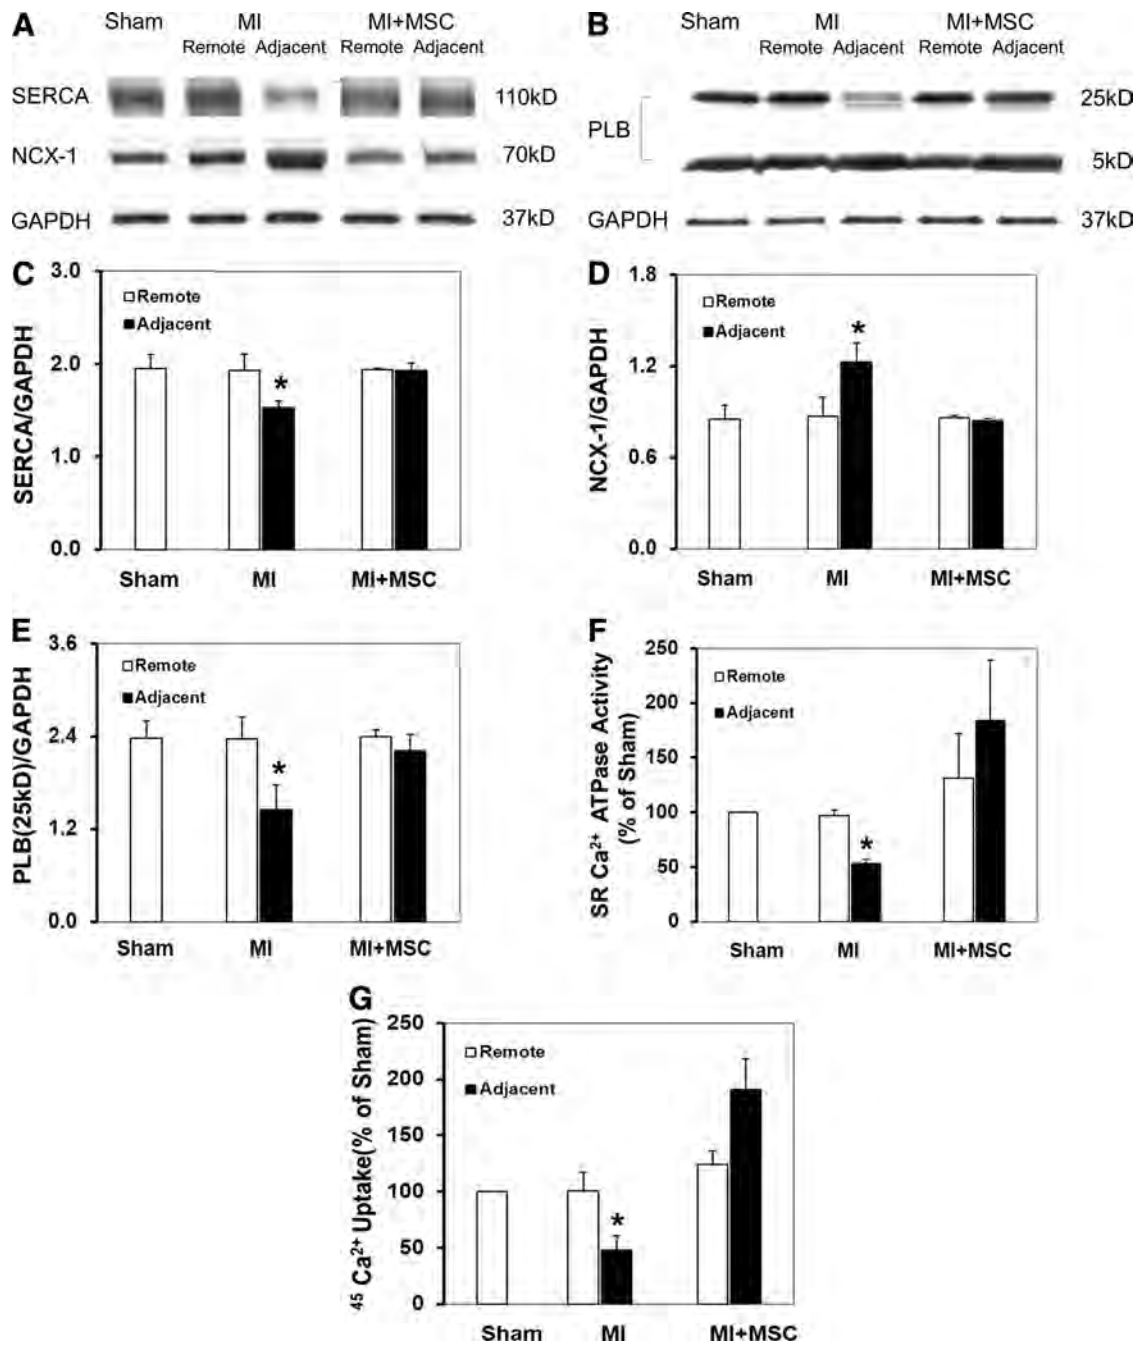 A Sham MI MI+MSC
Remote Adjacent Remote Adjacent
SERCA 110kD
NCX-1 70kD
GAPDH 37kD
B Sham MI MI+MSC
Remote Adjacent Remote Adjacent
25kD
PLB
5kD
GAPDH 37kD
C
SERCA/GAPDH
3.0
2.0
1.0
0.0
Remote
Adjacent
*
Sham MI MI+MSC
D
NCX-1/GAPDH
1.8
1.2
0.6
0.0
Remote
Adjacent
*
Sham MI MI+MSC
E
PLB(25kD)/GAPDH
3.6
2.4
1.2
0.0
Remote
Adjacent
*
Sham MI MI+MSC
F
SR Ca²⁺ ATPase Activity
(% of Sham)
250
200
150
100
50
0
Remote
Adjacent
*
Sham MI MI+MSC
G
⁴⁵ Ca²⁺ Uptake(% of Sham)
250
200
150
100
50
0
Remote
Adjacent
*
Sham MI MI+MSC